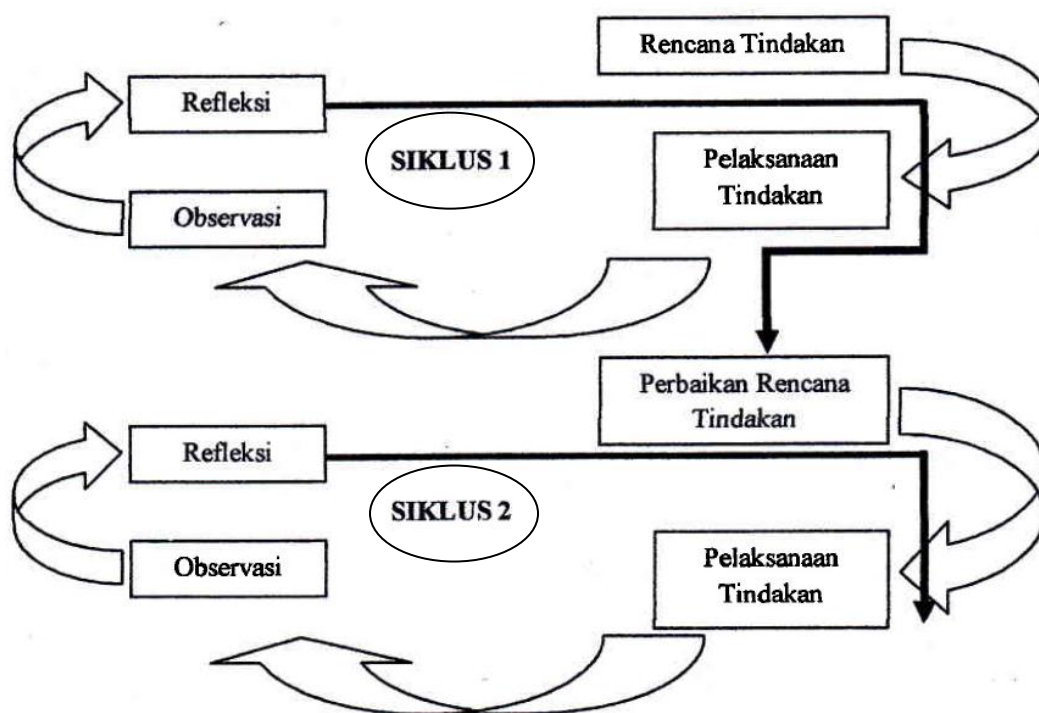 Rencana Tindakan
Refleksi
SIKLUS 1
Pelaksanaan
Tindakan
Observasi
Perbaikan Rencana
Tindakan
Refleksi
SIKLUS 2
Pelaksanaan
Tindakan
Observasi